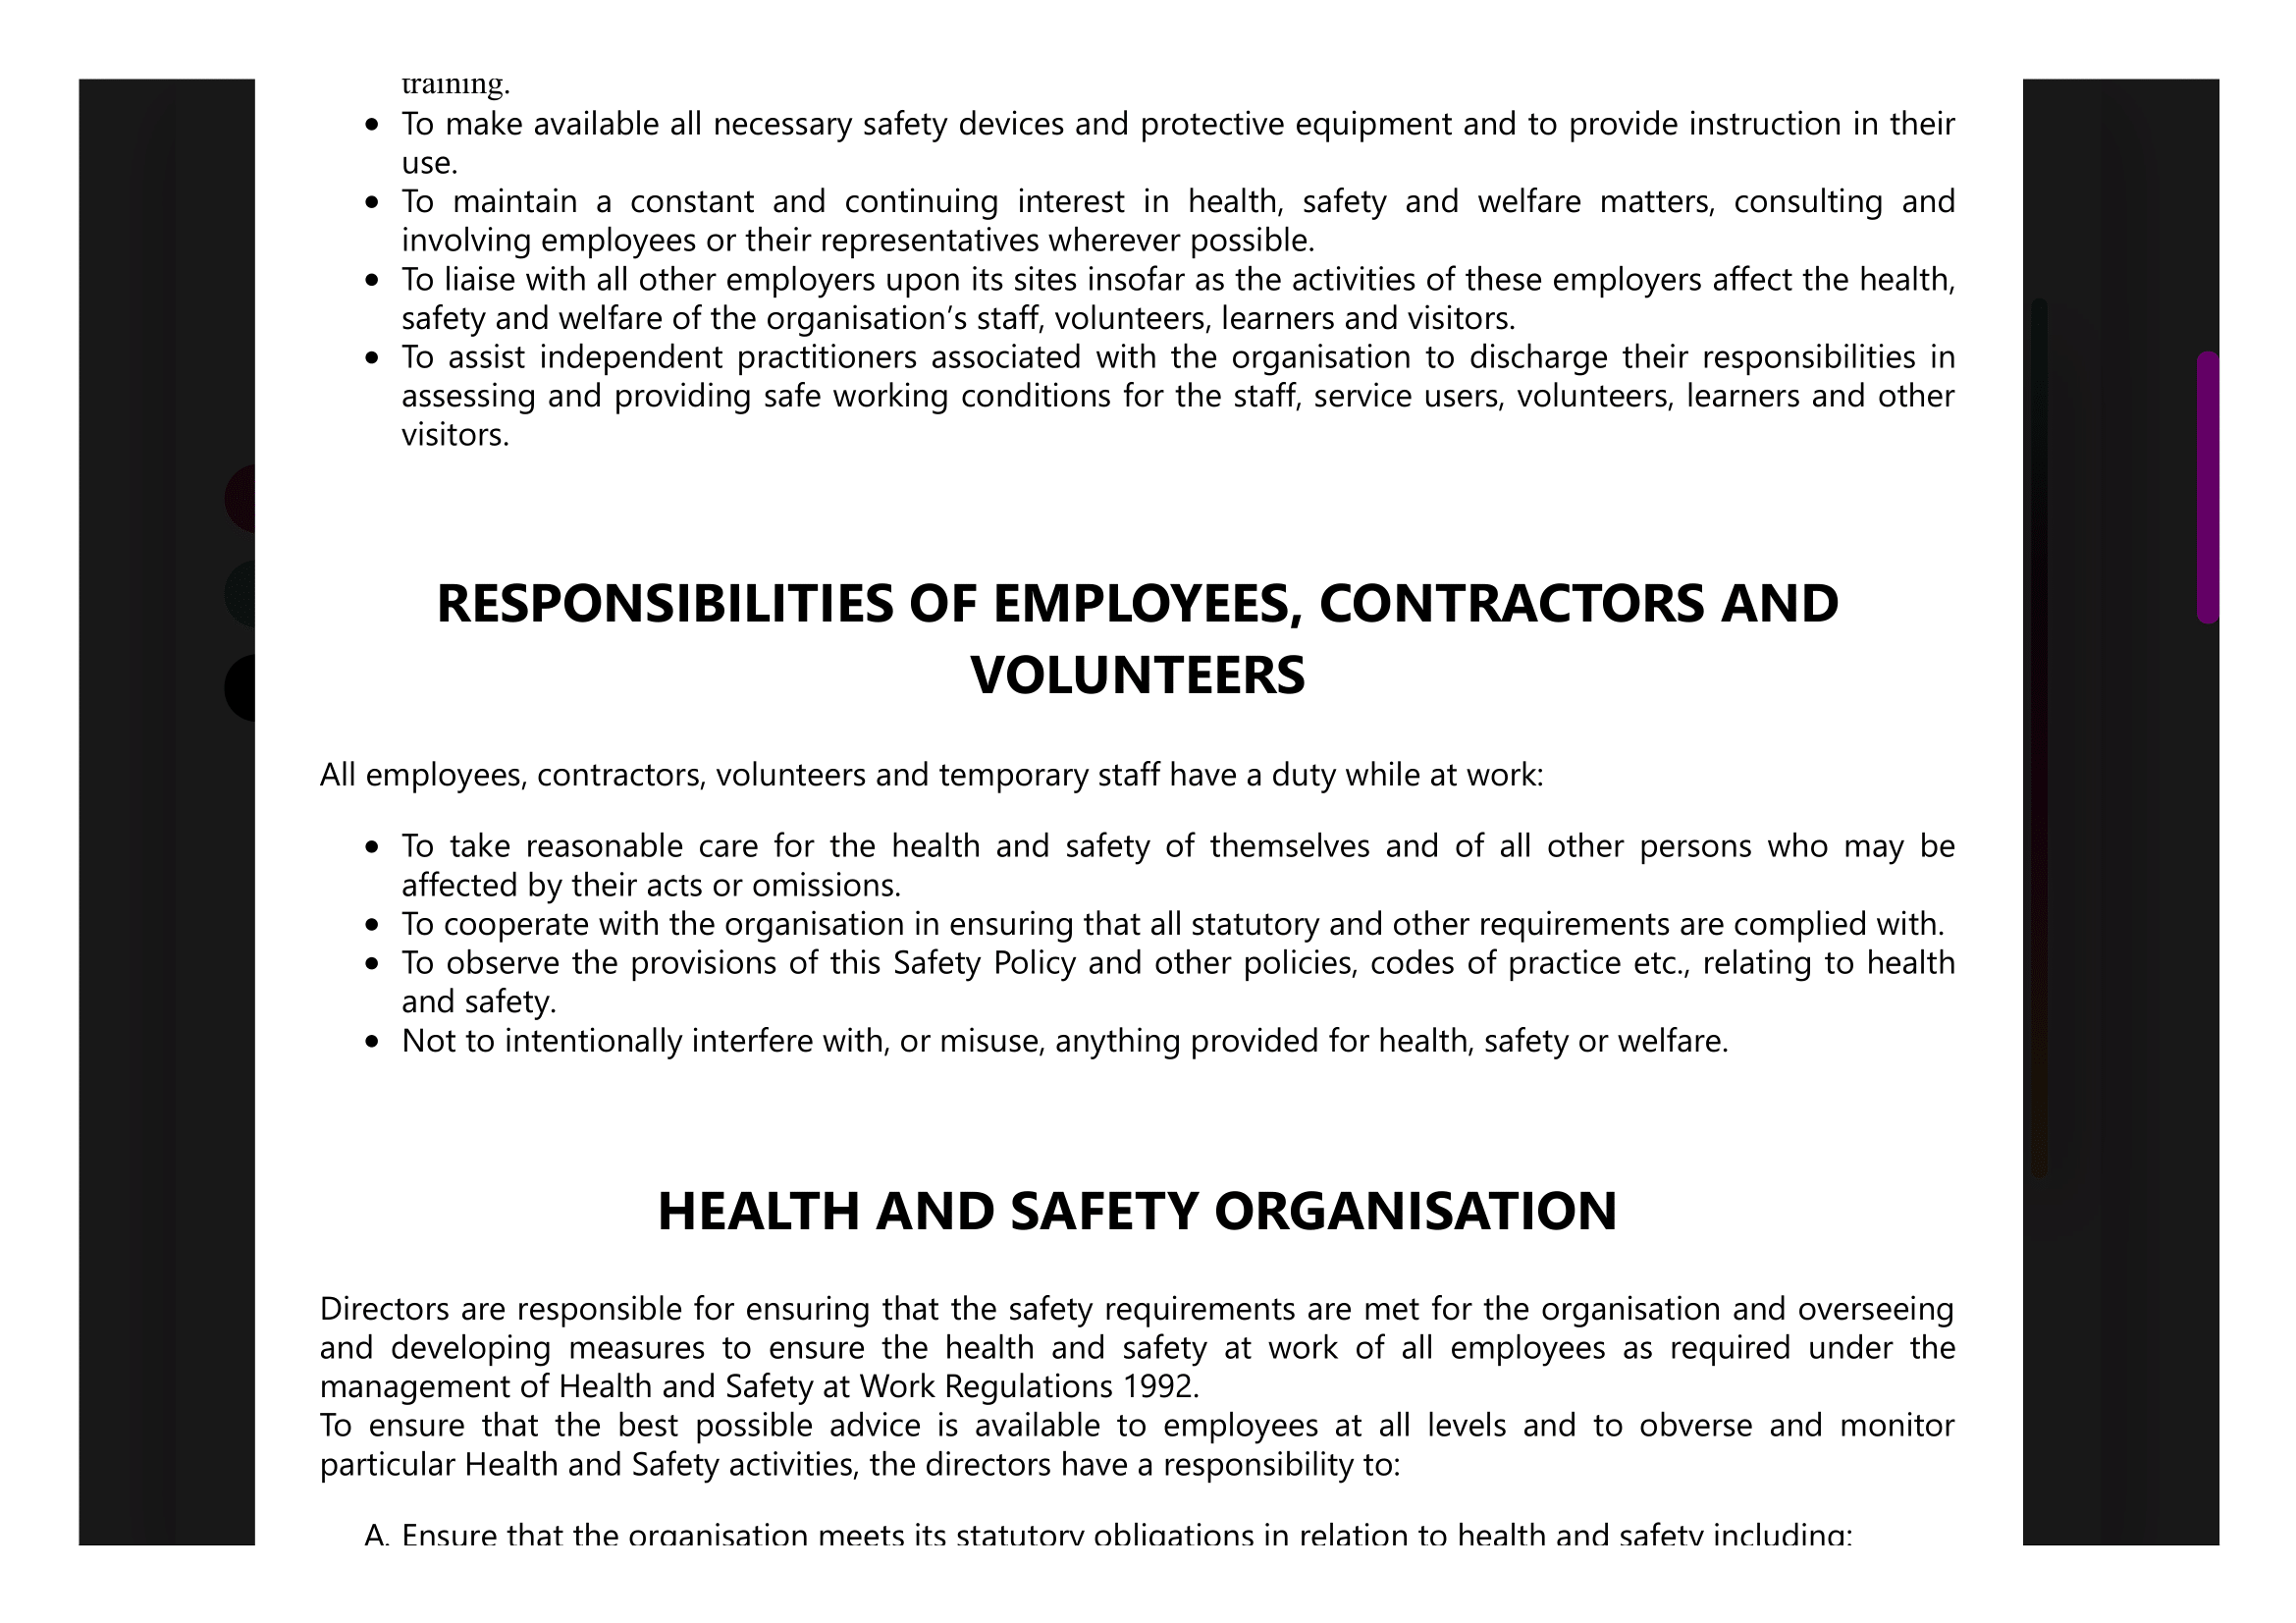 training.
• To make available all necessary safety devices and protective equipment and to provide instruction in their
use.
• To maintain a constant and continuing interest in health, safety and welfare matters, consulting and
involving employees or their representatives wherever possible.
• To liaise with all other employers upon its sites insofar as the activities of these employers affect the health,
safety and welfare of the organisation’s staff, volunteers, learners and visitors.
• To assist independent practitioners associated with the organisation to discharge their responsibilities in
assessing and providing safe working conditions for the staff, service users, volunteers, learners and other
visitors.
RESPONSIBILITIES OF EMPLOYEES, CONTRACTORS AND
VOLUNTEERS
All employees, contractors, volunteers and temporary staff have a duty while at work:
• To take reasonable care for the health and safety of themselves and of all other persons who may be
affected by their acts or omissions.
• To cooperate with the organisation in ensuring that all statutory and other requirements are complied with.
• To observe the provisions of this Safety Policy and other policies, codes of practice etc., relating to health
and safety.
• Not to intentionally interfere with, or misuse, anything provided for health, safety or welfare.
HEALTH AND SAFETY ORGANISATION
Directors are responsible for ensuring that the safety requirements are met for the organisation and overseeing
and developing measures to ensure the health and safety at work of all employees as required under the
management of Health and Safety at Work Regulations 1992.
To ensure that the best possible advice is available to employees at all levels and to obverse and monitor
particular Health and Safety activities, the directors have a responsibility to:
A. Ensure that the organisation meets its statutory obligations in relation to health and safety including: